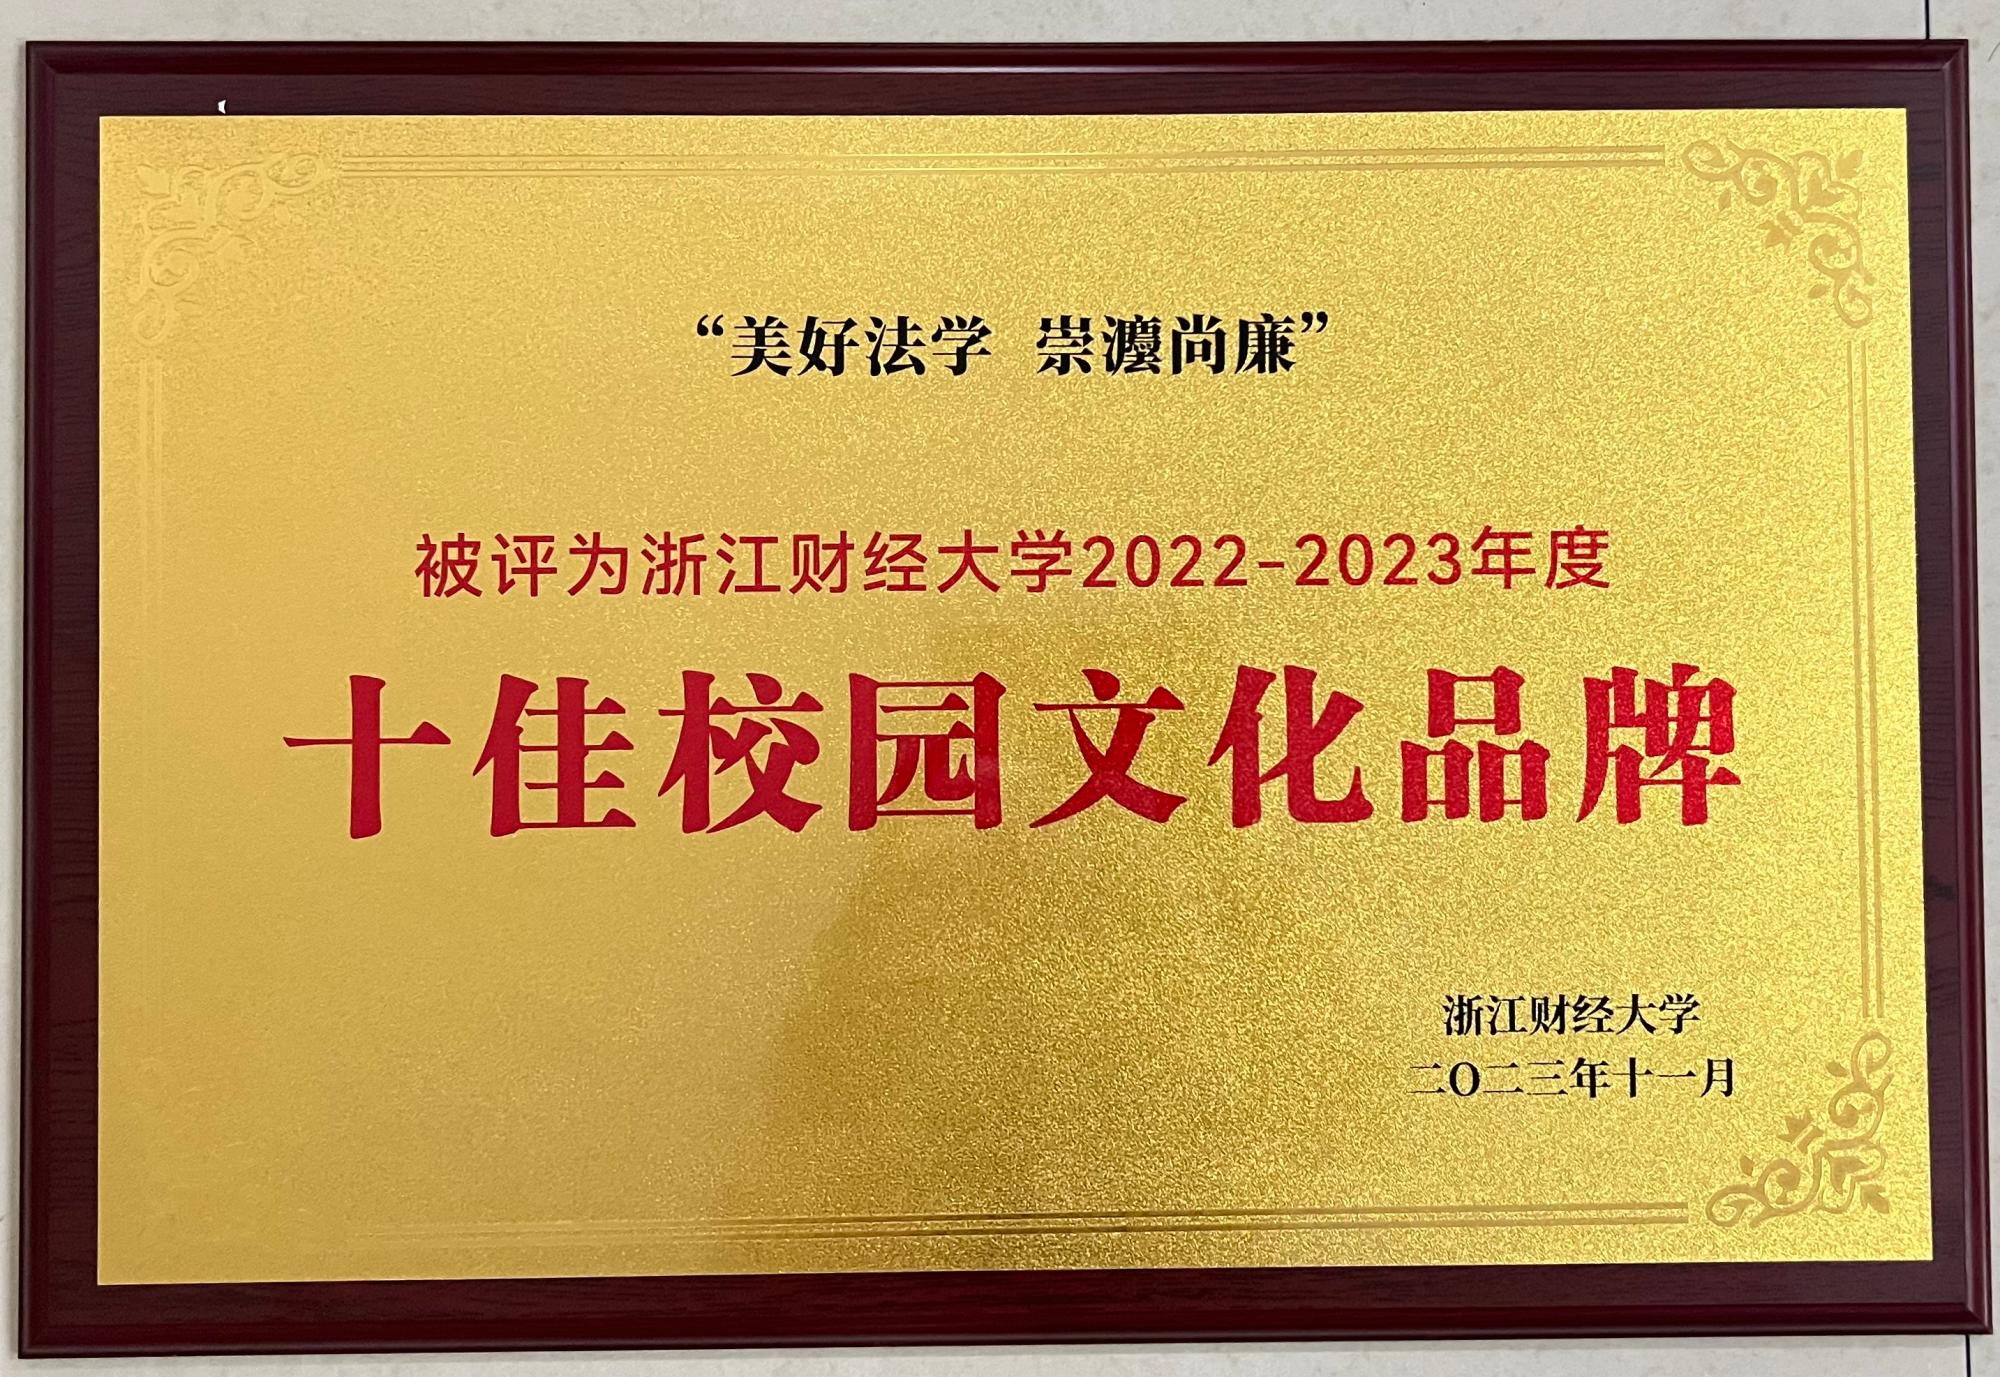 “美好法学 崇灋尚廉”
被评为浙江财经大学2022-2023年度
十佳校园文化品牌
浙江财经大学
二O二三年十一月